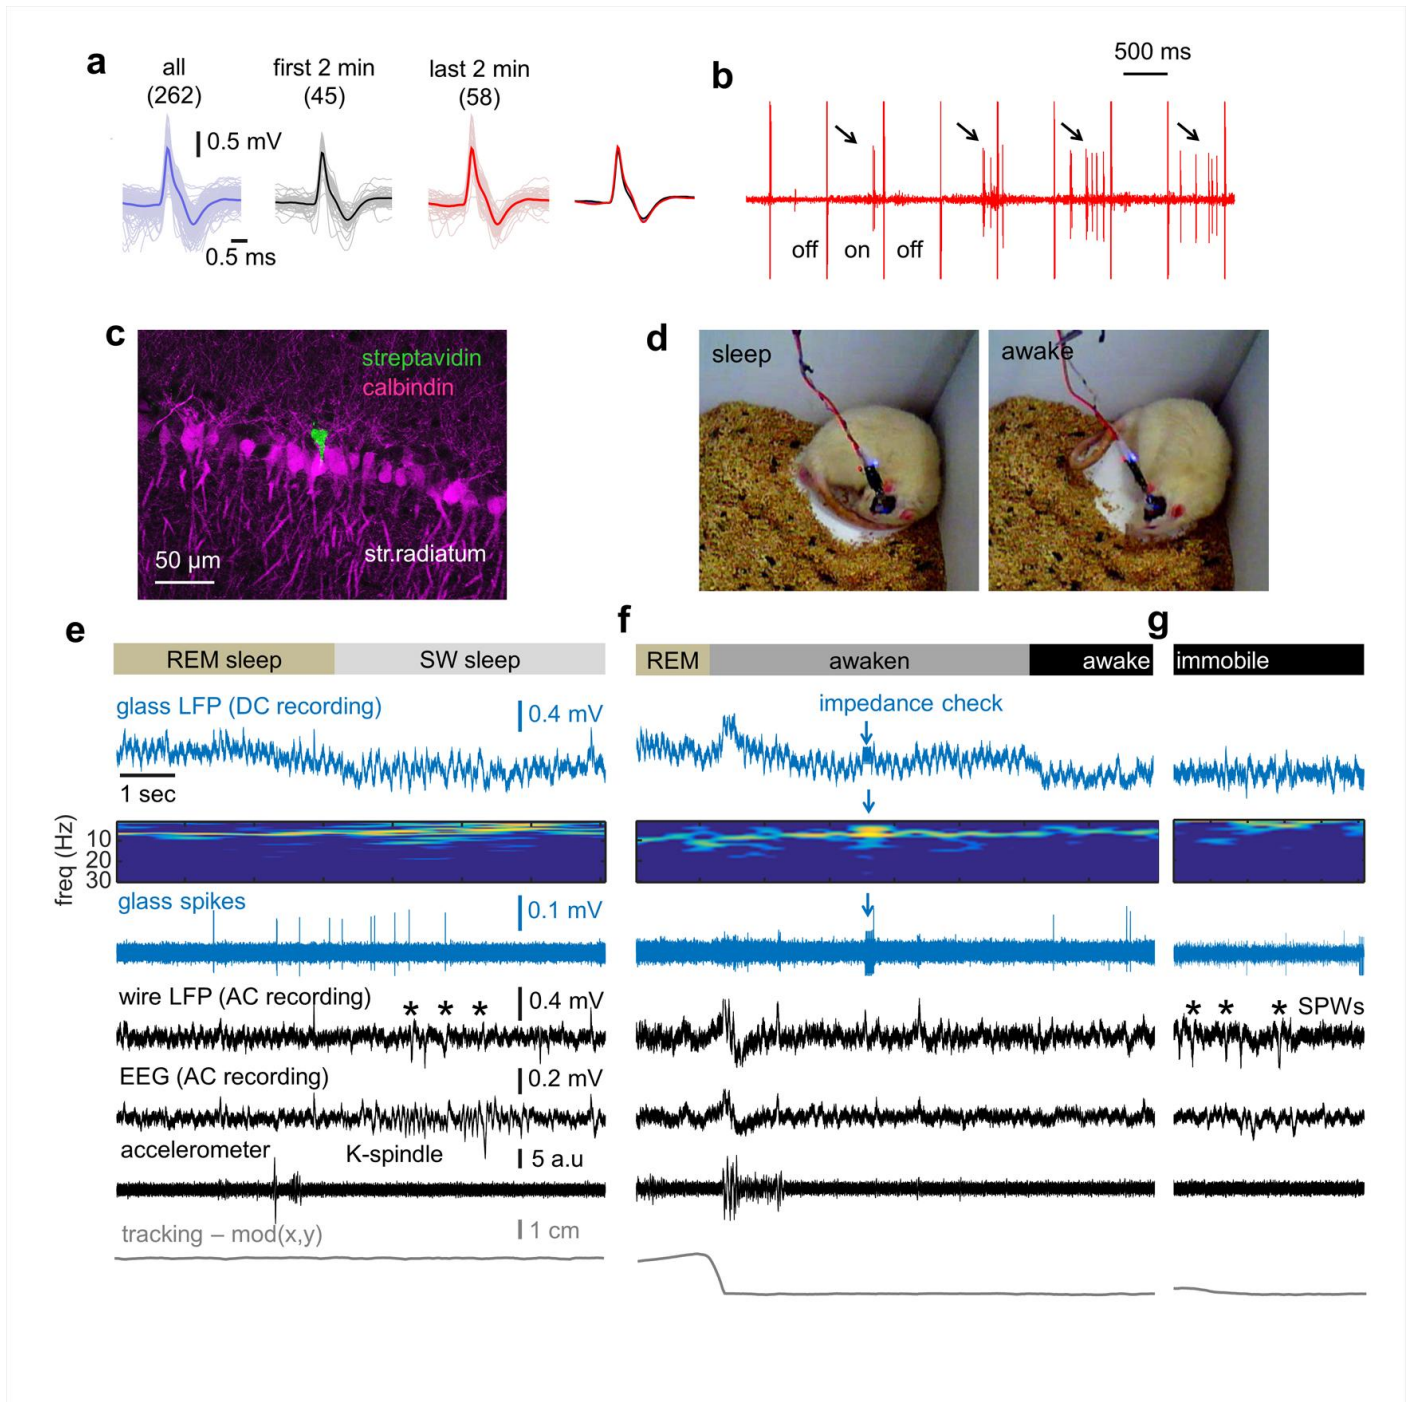 a
all
(262)
first 2 min
(45)
last 2 min
(58)
0.5 mV
0.5 ms
b
500 ms
off on off
c
streptavidin
calbindin
50 µm
str.radiatum
d
sleep
awake
e
REM sleep
SW sleep
glass LFP (DC recording)
0.4 mV
1 sec
freq (Hz)
10
20
30
glass spikes
0.1 mV
wire LFP (AC recording)
* * *
0.4 mV
EEG (AC recording)
0.2 mV
accelerometer
K-spindle
5 a.u
tracking – mod(x,y)
1 cm
f
REM
awaken
awake
impedance check
g
immobile
* * * SPWs